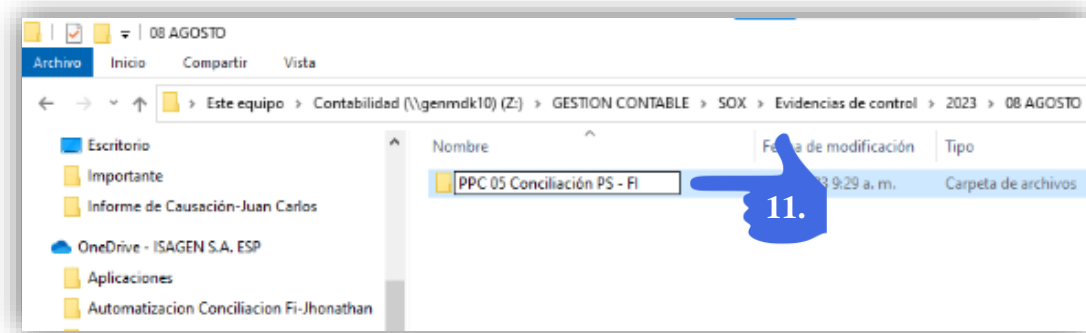 08 AGOSTO
Archivo Inicio Compartir Vista
Este equipo > Contabilidad (\\genmdk10) (Z:) > GESTION CONTABLE > SOX > Evidencias de control > 2023 > 08 AGOSTO
Escritorio
Importante
Informe de Causación-Juan Carlos
OneDrive - ISAGEN S.A. ESP
Aplicaciones
Automatizacion Conciliacion Fi-Jhonathan
Nombre de modificación Tipo
PPC 05 Conciliación PS - FI 9:29 a. m. Carpeta de archivos
11.